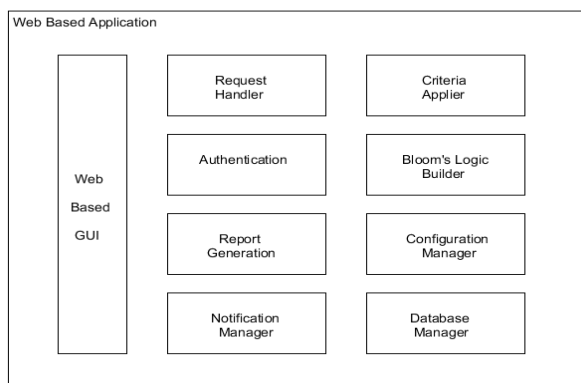 Web Based Application
Web
Based
GUI
Request
Handler
Criteria
Applier
Authentication
Bloom's Logic
Builder
Report
Generation
Configuration
Manager
Notification
Manager
Database
Manager